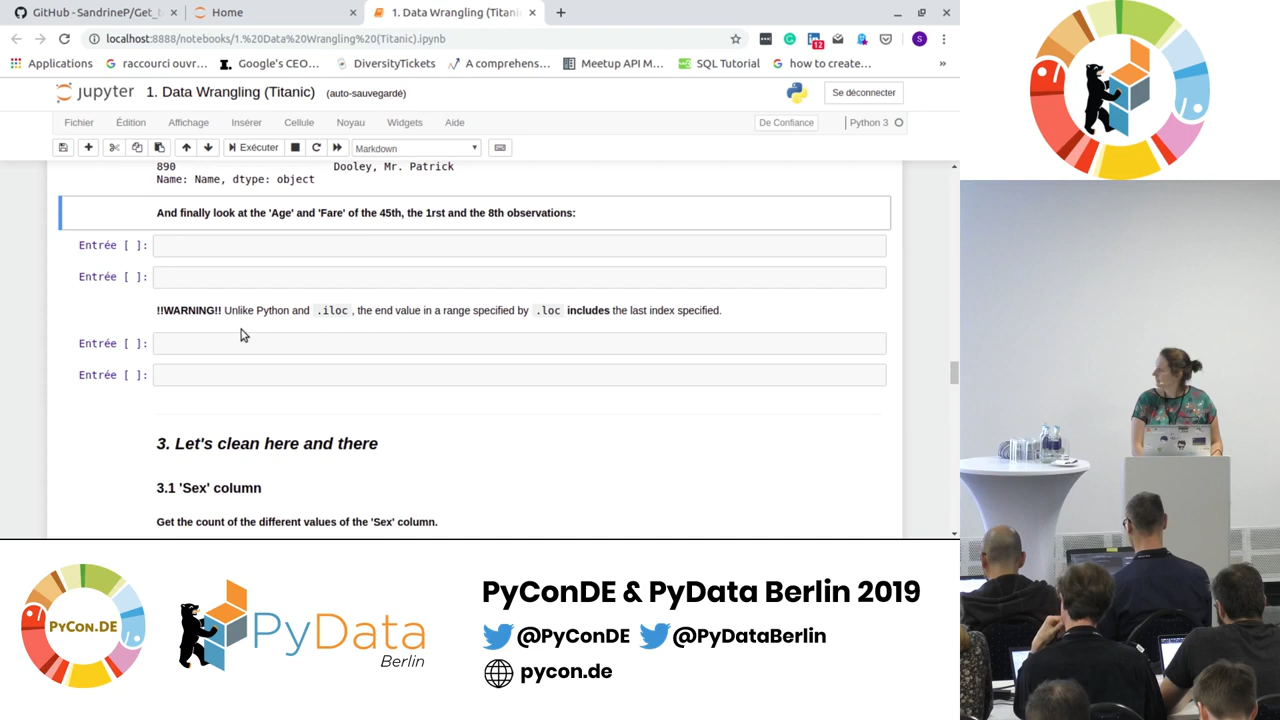 GitHub - SandrineP/Get_t
Home
1. Data Wrangling (Titanic
localhost:8888/notebooks/1.%20Data%20Wrangling%20(Titanic).ipynb
12
S
Applications
raccourci ouvr…
Google's CEO…
DiversityTickets
A comprehens…
Meetup API M…
SQL Tutorial
how to create…
»
jupyter 1. Data Wrangling (Titanic) (auto-sauvegardé)
Se déconnecter
Fichier Édition Affichage Insérer Cellule Noyau Widgets Aide
De Confiance
Python 3
Exécuter
Markdown
890 Dooley, Mr. Patrick
Name: Name, dtype: object
And finally look at the 'Age' and 'Fare' of the 45th, the 1rst and the 8th observations:
Entrée [ ]:
Entrée [ ]:
!!WARNING!! Unlike Python and .iloc, the end value in a range specified by .loc includes the last index specified.
Entrée [ ]:
Entrée [ ]:
3. Let's clean here and there
3.1 'Sex' column
Get the count of the different values of the 'Sex' column.
PyCon.DE
PyData
Berlin
PyConDE & PyData Berlin 2019
@PyConDE @PyDataBerlin
pycon.de